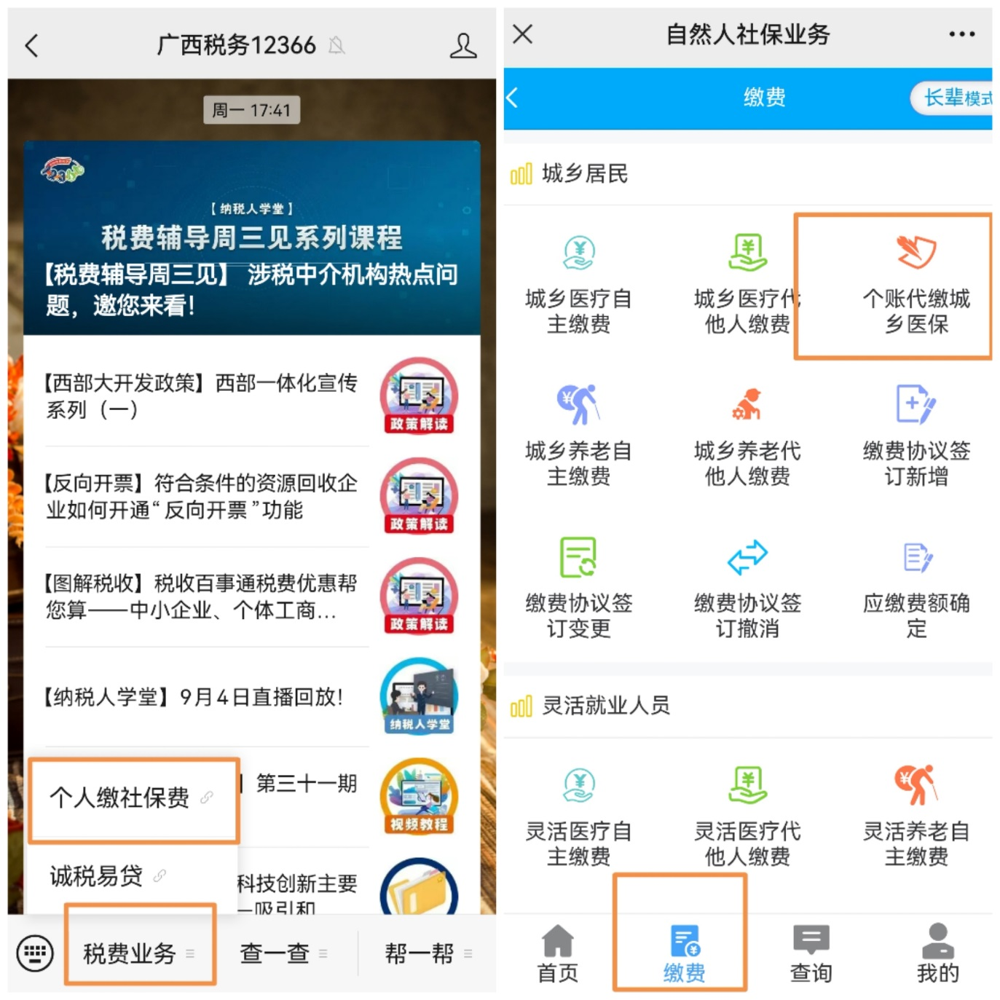 广西税务12366
周一 17:41
【纳税人学堂】
税费辅导周三见系列课程
【税费辅导周三见】 涉税中介机构热点问
题，邀您来看！
【西部大开发政策】西部一体化宣传
系列（一）
政策解读
【反向开票】符合条件的资源回收企
业如何开通“反向开票”功能
政策解读
【图解税收】税收百事通税费优惠帮
您算——中小企业、个体工商...
政策解读
【纳税人学堂】9月4日直播回放！
纳税人学堂
第三十一期
视频教程
个人缴社保费
诚税易贷
科技创新主要
税费业务
查一查
帮一帮
自然人社保业务
缴费
长辈模式
城乡居民
城乡医疗自
主缴费
城乡医疗代
他人缴费
个账代缴城
乡医保
城乡养老自
主缴费
城乡养老代
他人缴费
缴费协议签
订新增
缴费协议签
订变更
缴费协议签
订撤消
应缴费额确
定
灵活就业人员
灵活医疗自
主缴费
灵活医疗代
他人缴费
灵活养老自
主缴费
首页
缴费
查询
我的